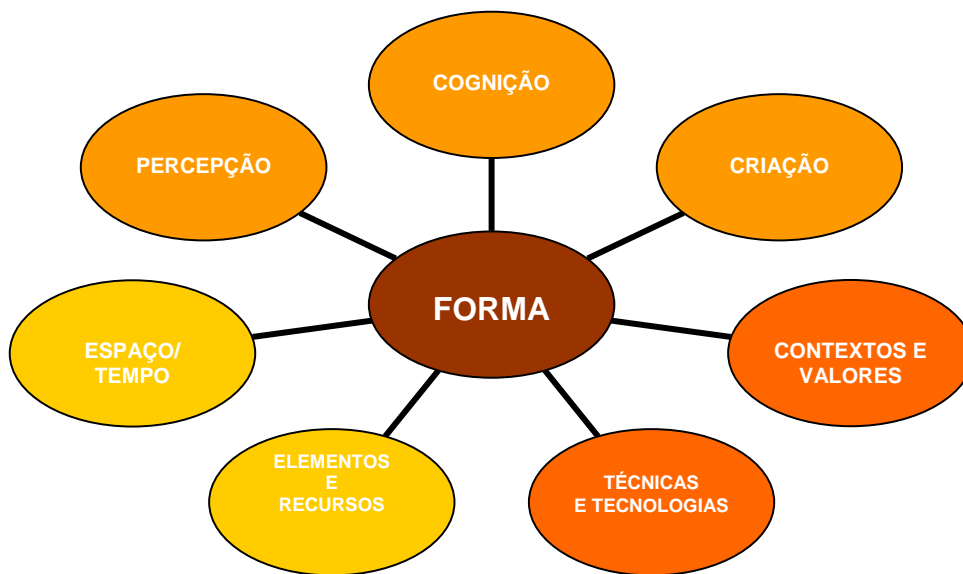 COGNIÇÃO
PERCEPÇÃO
CRIAÇÃO
FORMA
ESPAÇO/
TEMPO
CONTEXTOS E
VALORES
ELEMENTOS
E
RECURSOS
TÉCNICAS
E TECNOLOGIAS